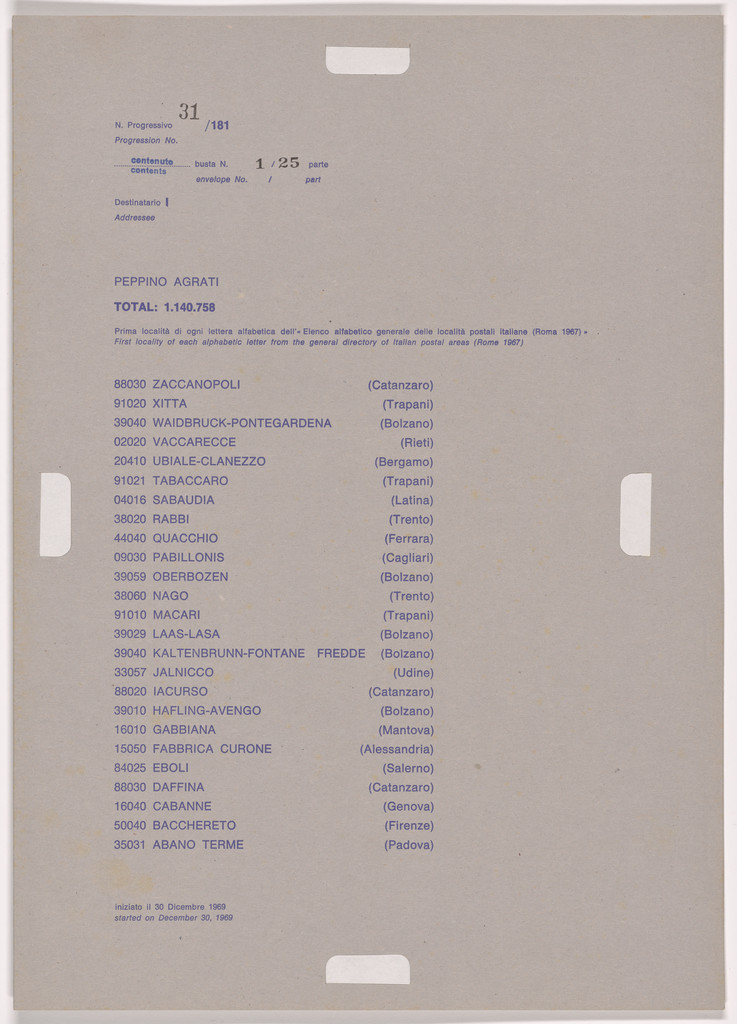 31
N. Progressivo /181
Progression No.
contenuto busta N. 1 / 25 parte
contents
envelope No. / part
Destinatario I
Addressee
PEPPINO AGRATI
TOTAL: 1.140.758
Prima località di ogni lettera alfabetica dell'« Elenco alfabetico generale delle località postali italiane (Roma 1967) »
First locality of each alphabetic letter from the general directory of Italian postal areas (Rome 1967)
88030 ZACCANOPOLI (Catanzaro)
91020 XITTA (Trapani)
39040 WAIDBRUCK-PONTEGARDENA (Bolzano)
02020 VACCARECCE (Rieti)
20410 UBIALE-CLANEZZO (Bergamo)
91021 TABACCARO (Trapani)
04016 SABAUDIA (Latina)
38020 RABBI (Trento)
44040 QUACCHIO (Ferrara)
09030 PABILLONIS (Cagliari)
39059 OBERBOZEN (Bolzano)
38060 NAGO (Trento)
91010 MACARI (Trapani)
39029 LAAS-LASA (Bolzano)
39040 KALTENBRUNN-FONTANE FREDDE (Bolzano)
33057 JALNICCO (Udine)
88020 IACURSO (Catanzaro)
39010 HAFLING-AVENGO (Bolzano)
16010 GABBIANA (Mantova)
15050 FABBRICA CURONE (Alessandria)
84025 EBOLI (Salerno)
88030 DAFFINA (Catanzaro)
16040 CABANNE (Genova)
50040 BACCHERETO (Firenze)
35031 ABANO TERME (Padova)
iniziato il 30 Dicembre 1969
started on December 30, 1969